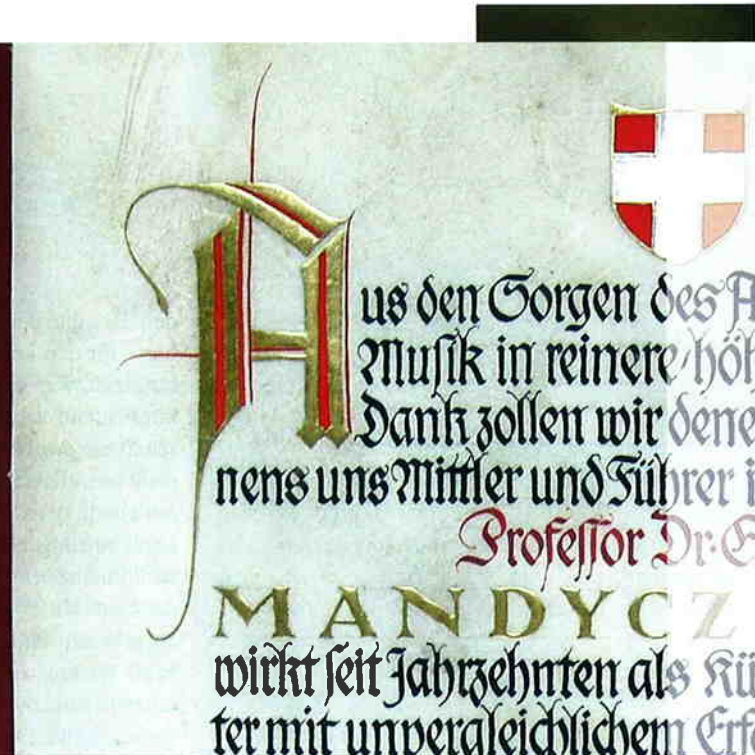 Aus den Sorgen des A
Musik in reinere, höh
Dank zollen wir dene
nens uns Mittler und Führer i
Professor Dr. E
MANDYCZ
wirkt seit Jahrzehnten als Kü
ter mit unvergleichlichem Erf